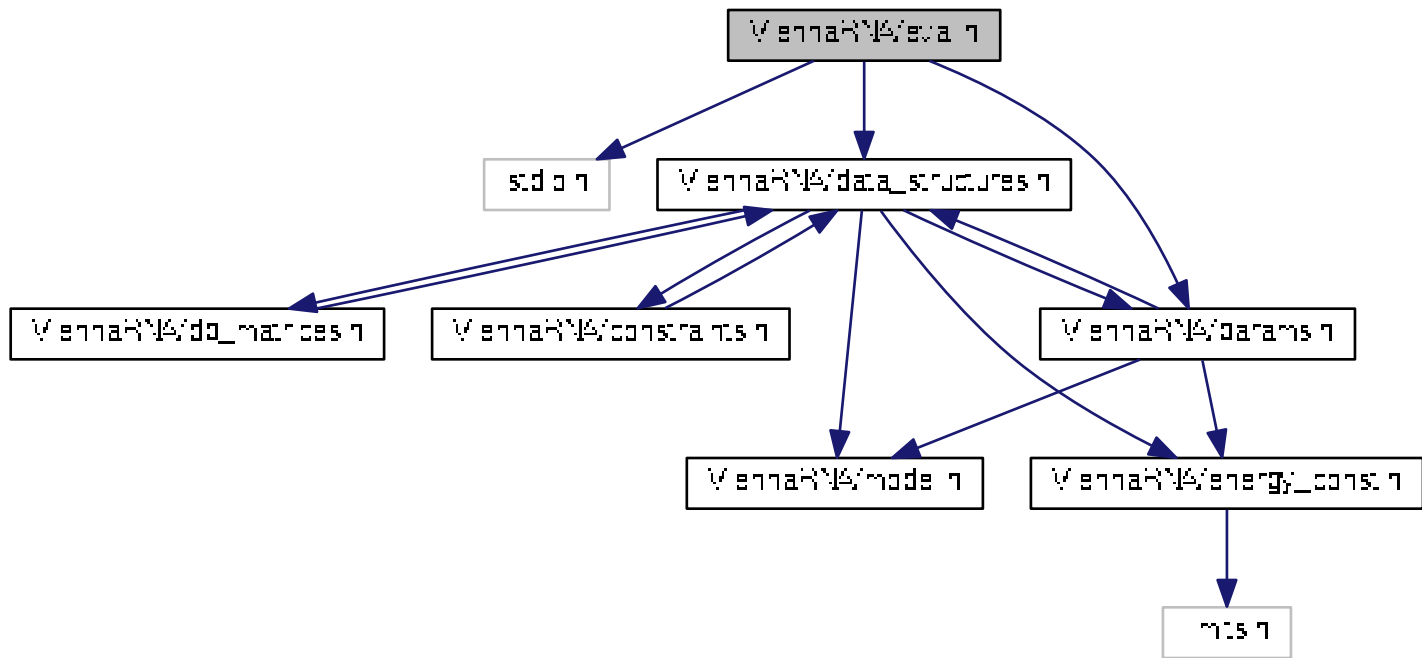 ViennaRNA/eval.h
stdio.h
ViennaRNA/data_structures.h
ViennaRNA/dp_matrices.h
ViennaRNA/constraints.h
ViennaRNA/params.h
ViennaRNA/model.h
ViennaRNA/energy_const.h
limits.h